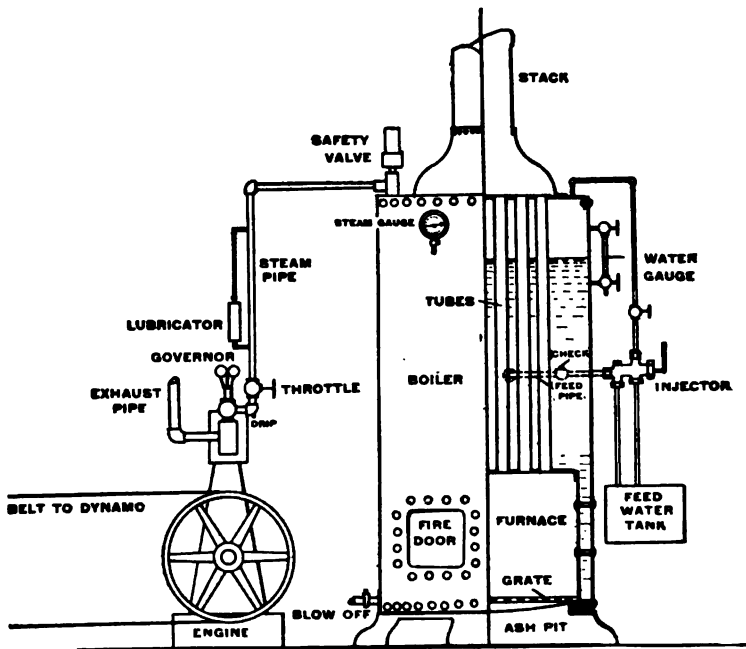 STACK
SAFETY
VALVE
STEAM GAUGE
STEAM
PIPE
WATER
GAUGE
TUBES
LUBRICATOR
GOVERNOR
CHECK
EXHAUST
PIPE
THROTTLE
BOILER
FEED
PIPE.
INJECTOR
DRIP
BELT TO DYNAMO
FIRE
DOOR
FURNACE
FEED
WATER
TANK
GRATE
BLOW OFF
ENGINE
ASH PIT